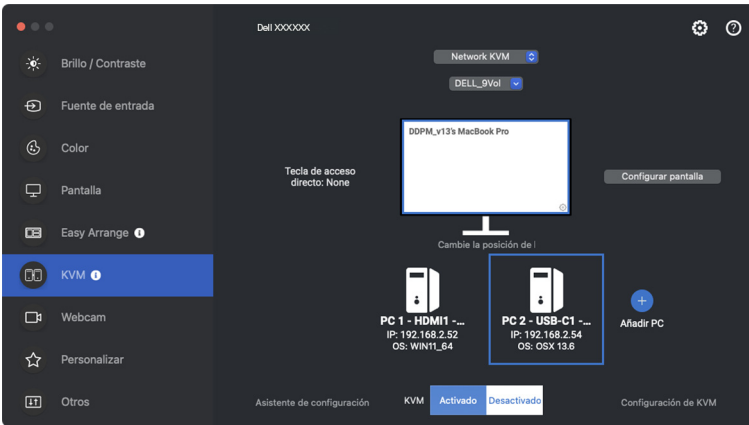 Dell XXXXXX
Brillo / Contraste
Fuente de entrada
Color
Pantalla
Easy Arrange
KVM
Webcam
Personalizar
Otros
Network KVM
DELL_9Vol
DDPM_v13's MacBook Pro
Tecla de acceso
directo: None
Configurar pantalla
Cambie la posición de
PC 1 - HDMI1 -...
IP: 192.168.2.52
OS: WIN11_64
PC 2 - USB-C1 -...
IP: 192.168.2.54
OS: OSX 13.6
Añadir PC
Asistente de configuración
KVM Activado Desactivado
Configuración de KVM